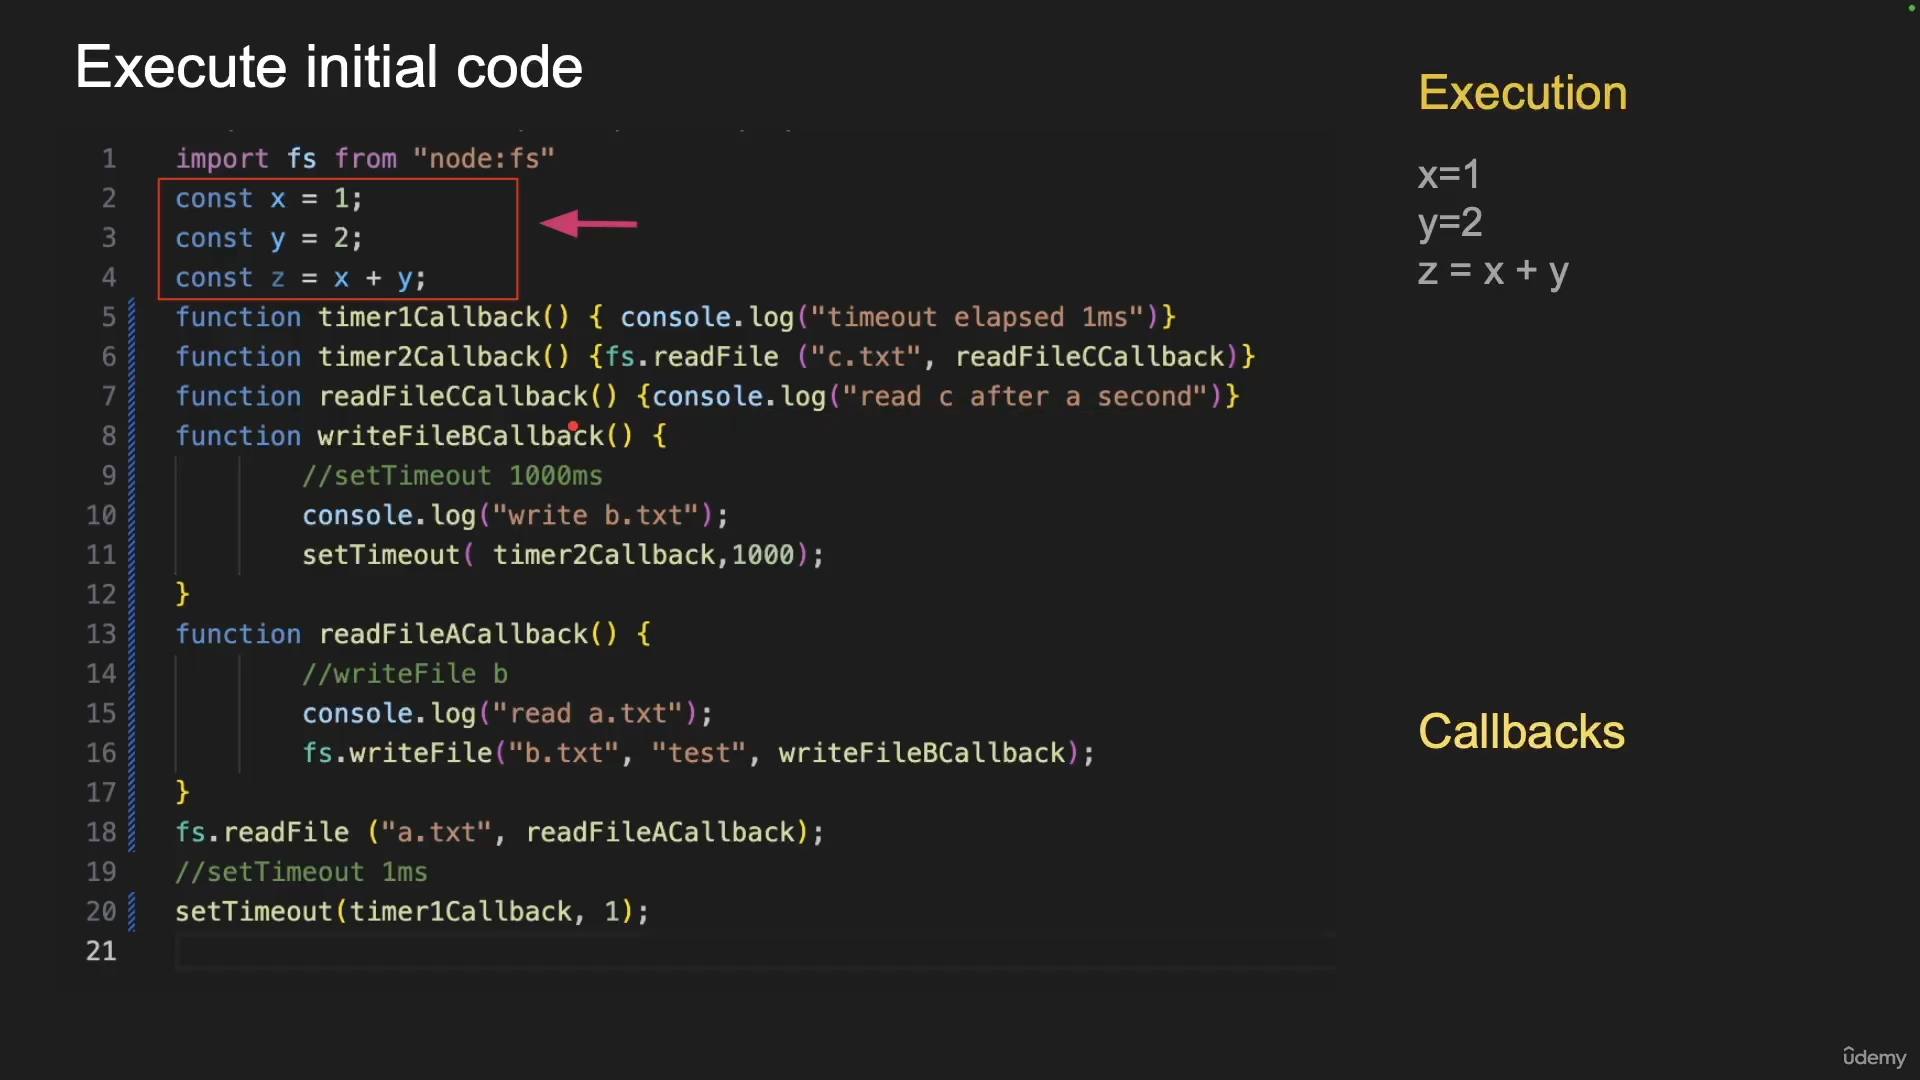 Execute initial code
1 import fs from "node:fs"
2 const x = 1;
3 const y = 2;
4 const z = x + y;
5 function timer1Callback() { console.log("timeout elapsed 1ms")}
6 function timer2Callback() {fs.readFile ("c.txt", readFileCCallback)}
7 function readFileCCallback() {console.log("read c after a second")}
8 function writeFileBCallback() {
9 //setTimeout 1000ms
10 console.log("write b.txt");
11 setTimeout( timer2Callback,1000);
12 }
13 function readFileACallback() {
14 //writeFile b
15 console.log("read a.txt");
16 fs.writeFile("b.txt", "test", writeFileBCallback);
17 }
18 fs.readFile ("a.txt", readFileACallback);
19 //setTimeout 1ms
20 setTimeout(timer1Callback, 1);
21
Execution
x=1
y=2
z = x + y
Callbacks
ûdemy